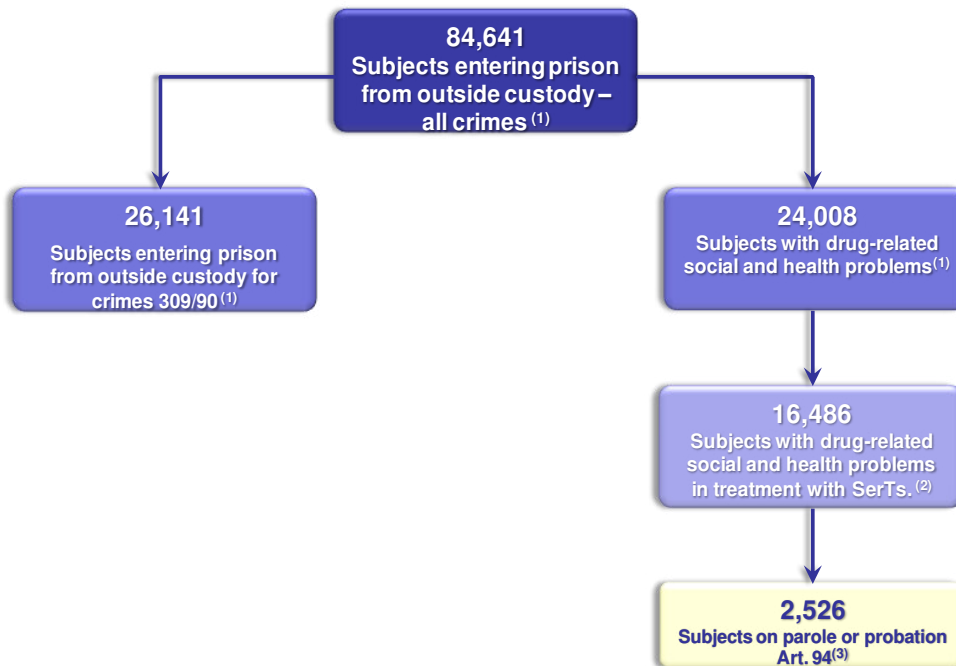 84,641
Subjects entering prison
from outside custody –
all crimes (1)
26,141
Subjects entering prison
from outside custody for
crimes 309/90 (1)
24,008
Subjects with drug-related
social and health problems(1)
16,486
Subjects with drug-related
social and health problems
in treatment with SerTs. (2)
2,526
Subjects on parole or probation
Art. 94(3)